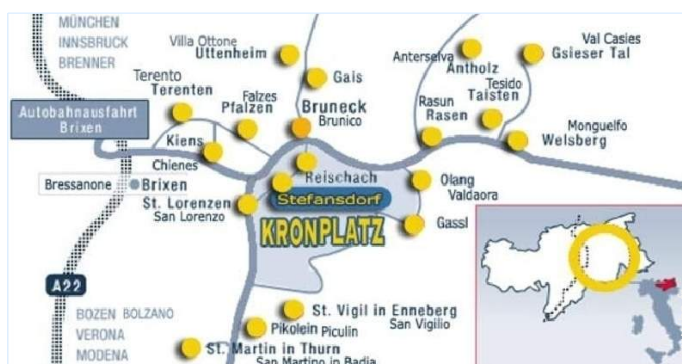 MÜNCHEN
INNSBRUCK
BRENNER
Villa Ottone
Uttenheim
Gais
Terento
Terenten
Falzes
Pfalzen
Bruneck
Brunico
Anterselva
Antholz
Val Casies
Gsieser Tal
Tesido
Taisten
Rasun
Rasen
Monguelfo
Welsberg
Autobahnausfahrt
Brixen
Kiens
Chienes
Bressanone
Brixen
Reischach
Stefansdorf
St. Lorenzen
San Lorenzo
KRONPLATZ
Olang
Valdaora
Gassl
A22
BOZEN BOLZANO
VERONA
MODENA
St. Vigil in Enneberg
San Vigilio
Pikolein Piculin
St. Martin in Thurn
San Martino in Badia